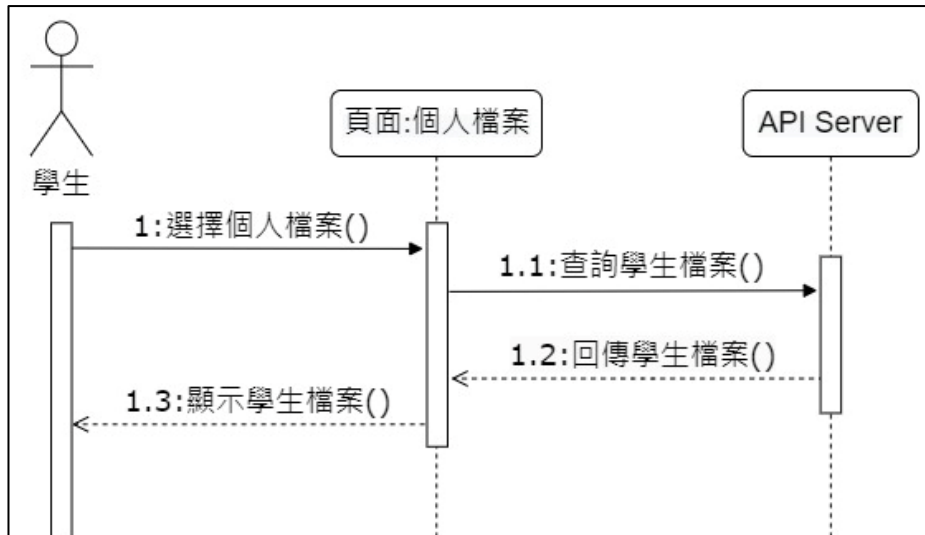 頁面:個人檔案
API Server
學生
1:選擇個人檔案()
1.1:查詢學生檔案()
1.2:回傳學生檔案()
1.3:顯示學生檔案()